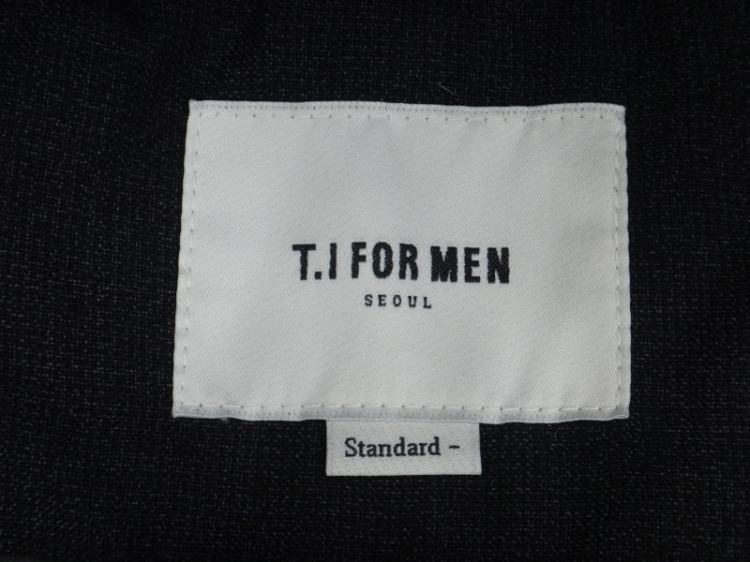 T.I FOR MEN
SEOUL
Standard -